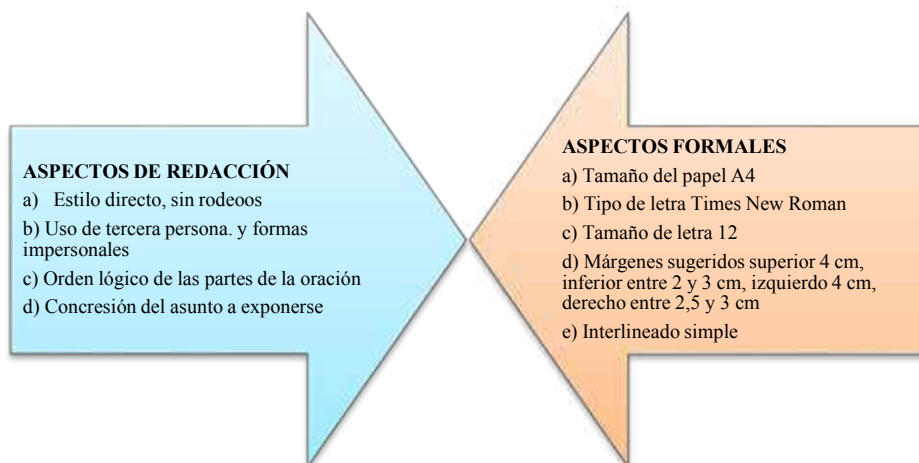 ASPECTOS DE REDACCIÓN
a) Estilo directo, sin rodeoos
b) Uso de tercera persona. y formas
impersonales
c) Orden lógico de las partes de la oración
d) Concresión del asunto a exponerse
ASPECTOS FORMALES
a) Tamaño del papel A4
b) Tipo de letra Times New Roman
c) Tamaño de letra 12
d) Márgenes sugeridos superior 4 cm,
inferior entre 2 y 3 cm, izquierdo 4 cm,
derecho entre 2,5 y 3 cm
e) Interlineado simple